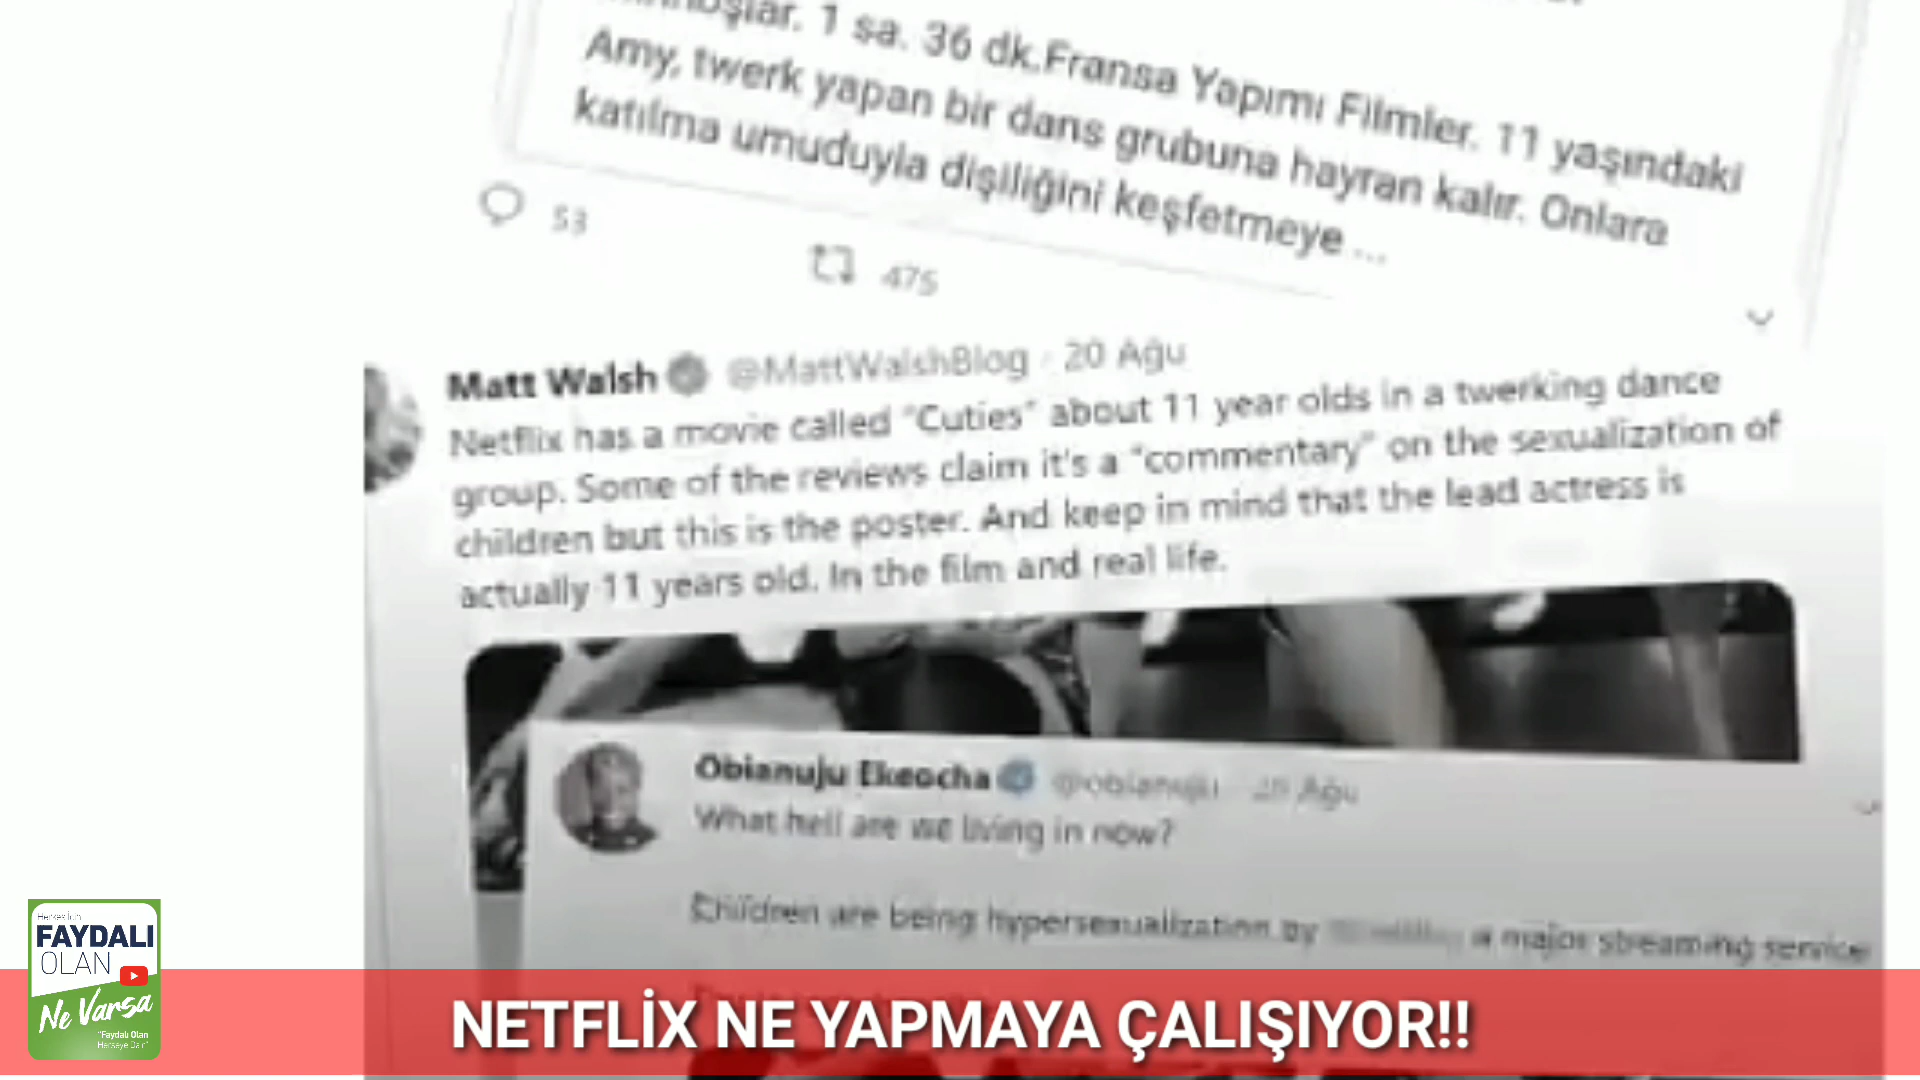 1 sa. 36 dk.Fransa Yapımı Filmler. 11 yaşındaki
Amy, twerk yapan bir dans grubuna hayran kalır. Onlara
katılma umuduyla dişiliğini keşfetmeye ...
53 475
Matt Walsh @MattWalshBlog · 20 Ağu
Netflix has a movie called "Cuties" about 11 year olds in a twerking dance
group. Some of the reviews claim it's a "commentary" on the sexualization of
children but this is the poster. And keep in mind that the lead actress is
actually 11 years old. In the film and real life.
Obianuju Ekeocha @obianuju · 20 Ağu
What hell are we living in now?
Children are being hypersexualization by a major streaming service
Herkes İçin
FAYDALI
OLAN
Ne Varsa
"Faydalı Olan
Herşeye Dair"
NETFLİX NE YAPMAYA ÇALIŞIYOR!!